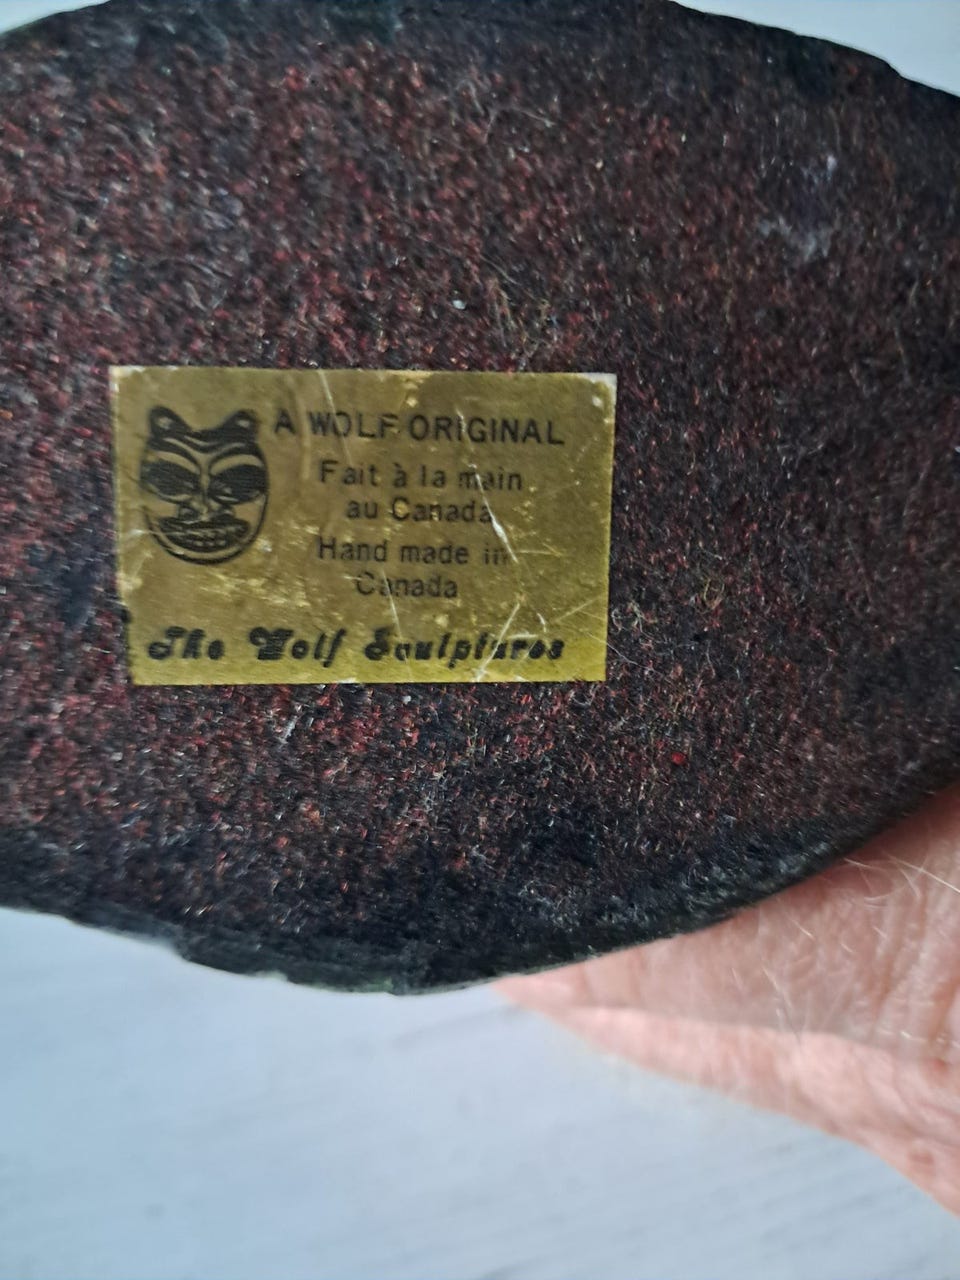 A WOLF ORIGINAL
Fait à la main
au Canada
Hand made in
Canada
The Wolf Sculptures